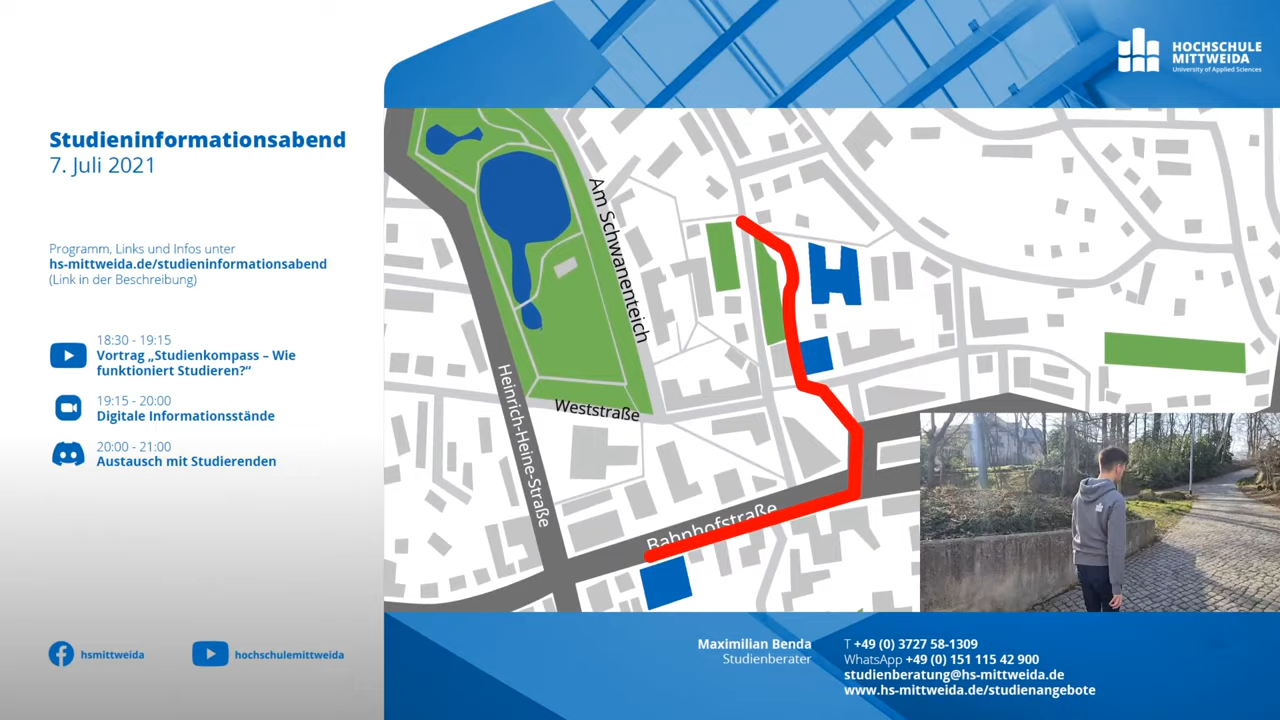 HOCHSCHULE
MITTWEIDA
University of Applied Sciences
Studieninformationsabend
7. Juli 2021
Programm, Links und Infos unter
hs-mittweida.de/studieninformationsabend
(Link in der Beschreibung)
18:30 - 19:15
Vortrag „Studienkompass – Wie
funktioniert Studieren?“
19:15 - 20:00
Digitale Informationsstände
20:00 - 21:00
Austausch mit Studierenden
hsmittweida
hochschulemittweida
Am Schwanenteich
Weststraße
Heinrich-Heine-Straße
Bahnhofstraße
Maximilian Benda
Studienberater
T +49 (0) 3727 58-1309
WhatsApp +49 (0) 151 115 42 900
studienberatung@hs-mittweida.de
www.hs-mittweida.de/studienangebote